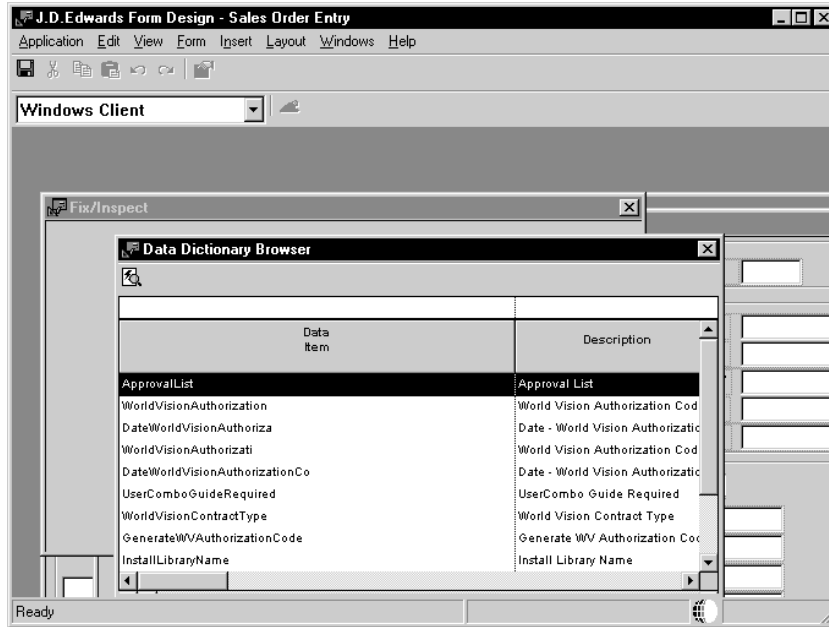 J.D.Edwards Form Design - Sales Order Entry
Application Edit View Form Insert Layout Windows Help
Windows Client
Fix/Inspect
Data Dictionary Browser
Data Item Description
ApprovalList Approval List
WorldVisionAuthorization World Vision Authorization Cod
DateWorldVisionAuthoriza Date - World Vision Authorizatio
WorldVisionAuthorizati World Vision Authorization Cod
DateWorldVisionAuthorizationCo Date - World Vision Authorizatio
UserComboGuideRequired UserCombo Guide Required
WorldVisionContractType World Vision Contract Type
GenerateWVAuthorizationCode Generate WV Authorization Coo
InstallLibraryName Install Library Name
Ready